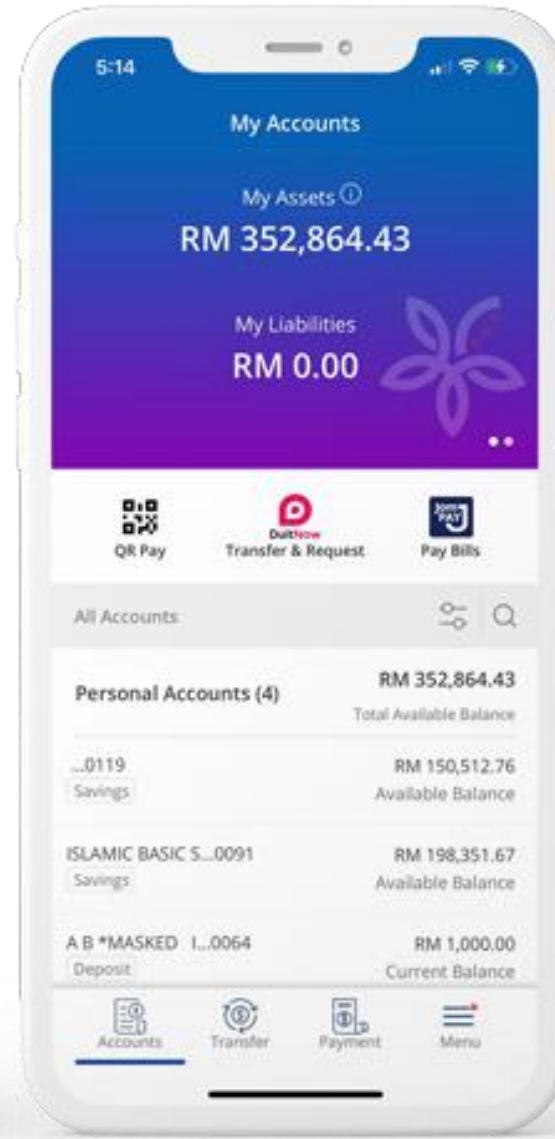 5:14
My Accounts
My Assets
RM 352,864.43
My Liabilities
RM 0.00
QR Pay
DuitNow
Transfer & Request
JomPAY
Pay Bills
All Accounts
Personal Accounts (4)
RM 352,864.43
Total Available Balance
...0119
RM 150,512.76
Savings
Available Balance
ISLAMIC BASIC S...0091
RM 198,351.67
Savings
Available Balance
A B *MASKED I...0064
RM 1,000.00
Deposit
Current Balance
Accounts
Transfer
Payment
Menu